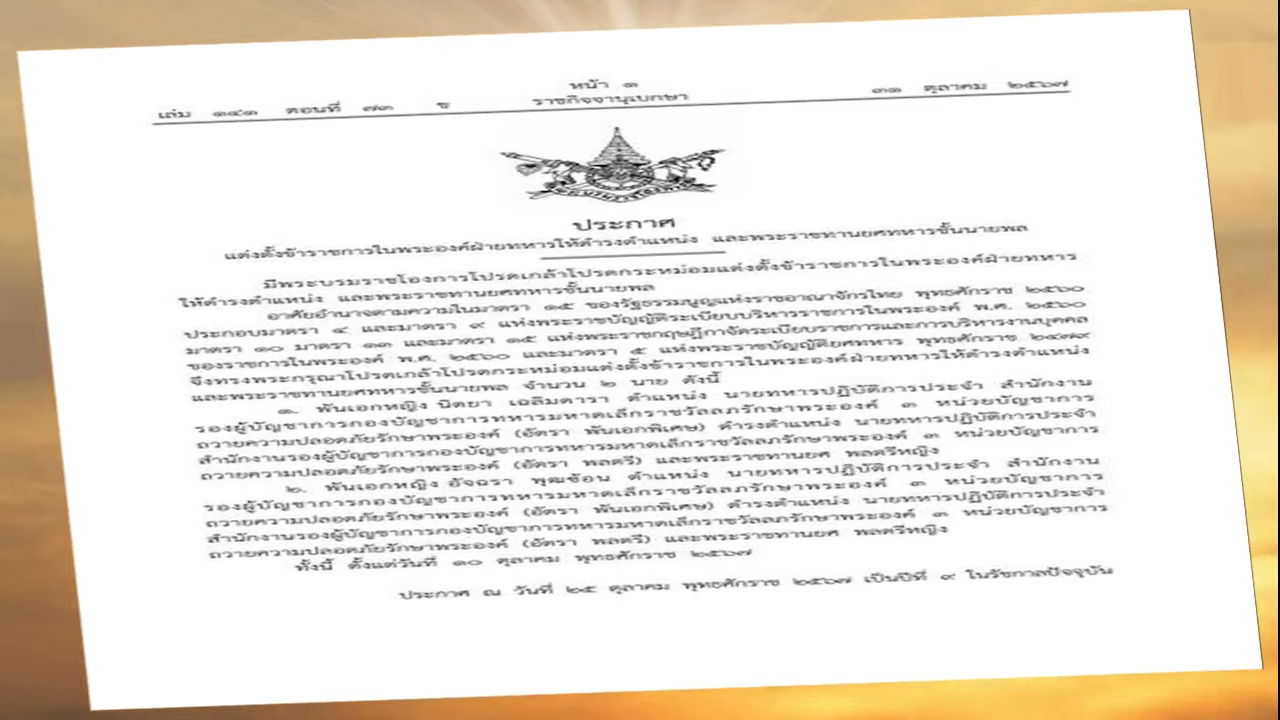 หน้า ๑
เล่ม ๑๔๑ ตอนที่ ๗๓ ข ราชกิจจานุเบกษา ๓๑ ตุลาคม ๒๕๖๗
ประกาศ
แต่งตั้งข้าราชการในพระองค์ฝ่ายทหารให้ดำรงตำแหน่ง และพระราชทานยศทหารชั้นนายพล
มีพระบรมราชโองการโปรดเกล้าโปรดกระหม่อมแต่งตั้งข้าราชการในพระองค์ฝ่ายทหาร
ให้ดำรงตำแหน่ง และพระราชทานยศทหารชั้นนายพล
อาศัยอำนาจตามความในมาตรา ๑๕ ของรัฐธรรมนูญแห่งราชอาณาจักรไทย พุทธศักราช ๒๕๖๐
ประกอบมาตรา ๔ และมาตรา ๙ แห่งพระราชบัญญัติระเบียบบริหารราชการในพระองค์ พ.ศ. ๒๕๖๐
มาตรา ๑๐ มาตรา ๑๓ และมาตรา ๑๕ แห่งพระราชกฤษฎีกาจัดระเบียบราชการและการบริหารงานบุคคล
ของราชการในพระองค์ พ.ศ. ๒๕๖๐ และมาตรา ๕ แห่งพระราชบัญญัติยศทหาร พุทธศักราช ๒๔๗๙
จึงทรงพระกรุณาโปรดเกล้าโปรดกระหม่อมแต่งตั้งข้าราชการในพระองค์ฝ่ายทหารให้ดำรงตำแหน่ง
และพระราชทานยศทหารชั้นนายพล จำนวน ๒ นาย ดังนี้
๑. พันเอกหญิง นิตยา เฉลิมดารา ตำแหน่ง นายทหารปฏิบัติการประจำ สำนักงาน
รองผู้บัญชาการกองบัญชาการทหารมหาดเล็กราชวัลลภรักษาพระองค์ ๓ หน่วยบัญชาการ
ถวายความปลอดภัยรักษาพระองค์ (อัตรา พันเอกพิเศษ) ดำรงตำแหน่ง นายทหารปฏิบัติการประจำ
สำนักงานรองผู้บัญชาการกองบัญชาการทหารมหาดเล็กราชวัลลภรักษาพระองค์ ๓ หน่วยบัญชาการ
ถวายความปลอดภัยรักษาพระองค์ (อัตรา พลตรี) และพระราชทานยศ พลตรีหญิง
๒. พันเอกหญิง อัจฉรา พุฒซ้อน ตำแหน่ง นายทหารปฏิบัติการประจำ สำนักงาน
รองผู้บัญชาการกองบัญชาการทหารมหาดเล็กราชวัลลภรักษาพระองค์ ๓ หน่วยบัญชาการ
ถวายความปลอดภัยรักษาพระองค์ (อัตรา พันเอกพิเศษ) ดำรงตำแหน่ง นายทหารปฏิบัติการประจำ
สำนักงานรองผู้บัญชาการกองบัญชาการทหารมหาดเล็กราชวัลลภรักษาพระองค์ ๓ หน่วยบัญชาการ
ถวายความปลอดภัยรักษาพระองค์ (อัตรา พลตรี) และพระราชทานยศ พลตรีหญิง
ทั้งนี้ ตั้งแต่วันที่ ๑๐ ตุลาคม พุทธศักราช ๒๕๖๗
ประกาศ ณ วันที่ ๒๕ ตุลาคม พุทธศักราช ๒๕๖๗ เป็นปีที่ ๙ ในรัชกาลปัจจุบัน